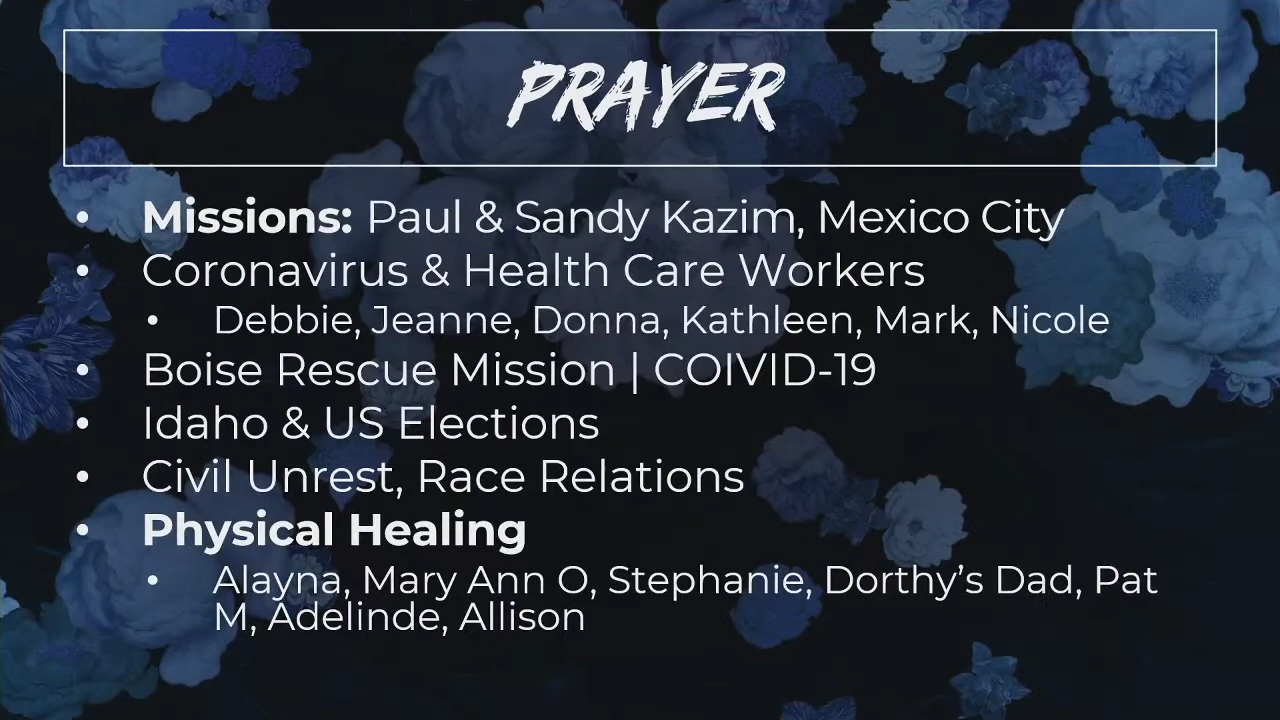 PRAYER
• Missions: Paul & Sandy Kazim, Mexico City
• Coronavirus & Health Care Workers
• Debbie, Jeanne, Donna, Kathleen, Mark, Nicole
• Boise Rescue Mission | COIVID-19
• Idaho & US Elections
• Civil Unrest, Race Relations
• Physical Healing
• Alayna, Mary Ann O, Stephanie, Dorthy’s Dad, Pat
M, Adelinde, Allison